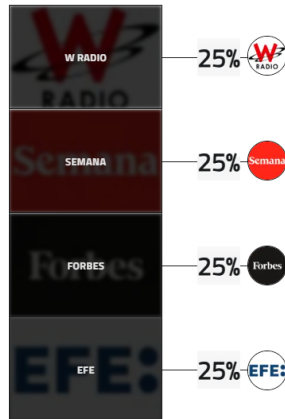 W
W RADIO
RADIO
25%
W
RADIO
Semana
SEMANA
25%
Semana
Forbes
FORBES
25%
Forbes
EFE:
EFE
25%
EFE: